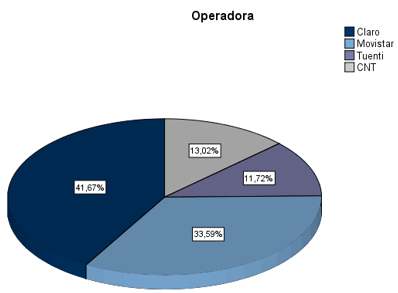 Operadora
Claro
Movistar
Tuenti
CNT
13,02%
11,72%
41,67%
33,59%